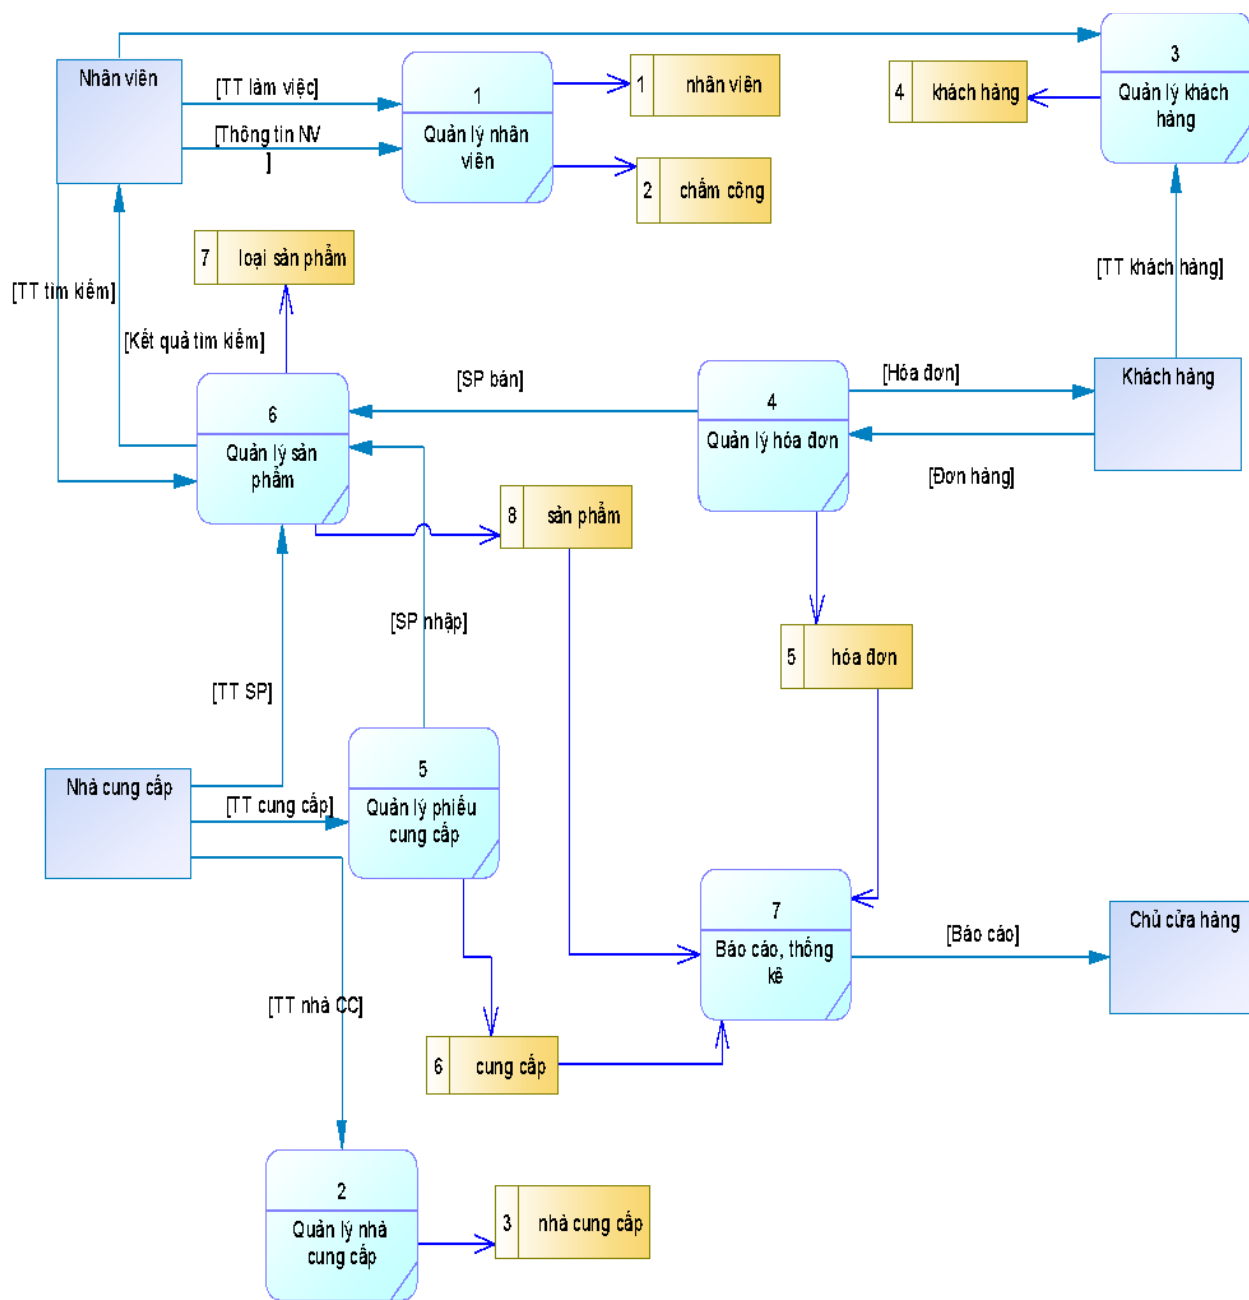 Nhân viên
[TT làm việc]
[Thông tin NV
]
1
Quản lý nhân
viên
1
nhân viên
2
chấm công
4
khách hàng
3
Quản lý khách
hàng
7
loại sản phẩm
[TT tìm kiếm]
[Kết quả tìm kiếm]
[TT khách hàng]
6
Quản lý sản
phẩm
[SP bán]
4
Quản lý hóa đơn
[Hóa đơn]
[Đơn hàng]
Khách hàng
8
sản phẩm
[SP nhập]
5
hóa đơn
[TT SP]
Nhà cung cấp
[TT cung cấp]
5
Quản lý phiếu
cung cấp
[TT nhà CC]
7
Báo cáo, thống
kê
[Báo cáo]
Chủ cửa hàng
6
cung cấp
2
Quản lý nhà
cung cấp
3
nhà cung cấp